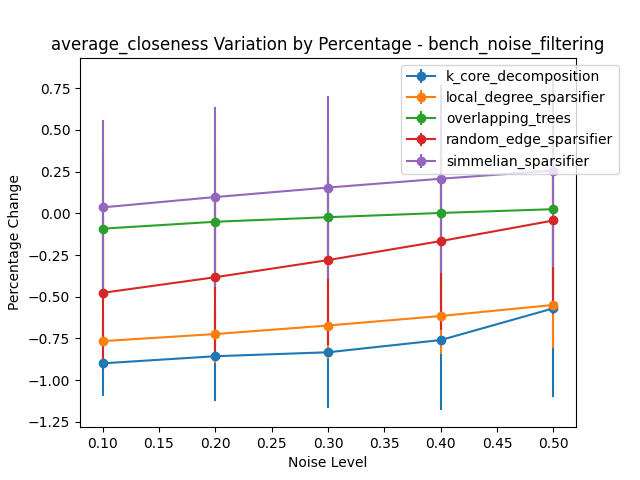 average_closeness Variation by Percentage - bench_noise_filtering
k_core_decomposition
local_degree_sparsifier
overlapping_trees
random_edge_sparsifier
simmelian_sparsifier
Percentage Change
0.75
0.50
0.25
0.00
−0.25
−0.50
−0.75
−1.00
−1.25
0.10 0.15 0.20 0.25 0.30 0.35 0.40 0.45 0.50
Noise Level